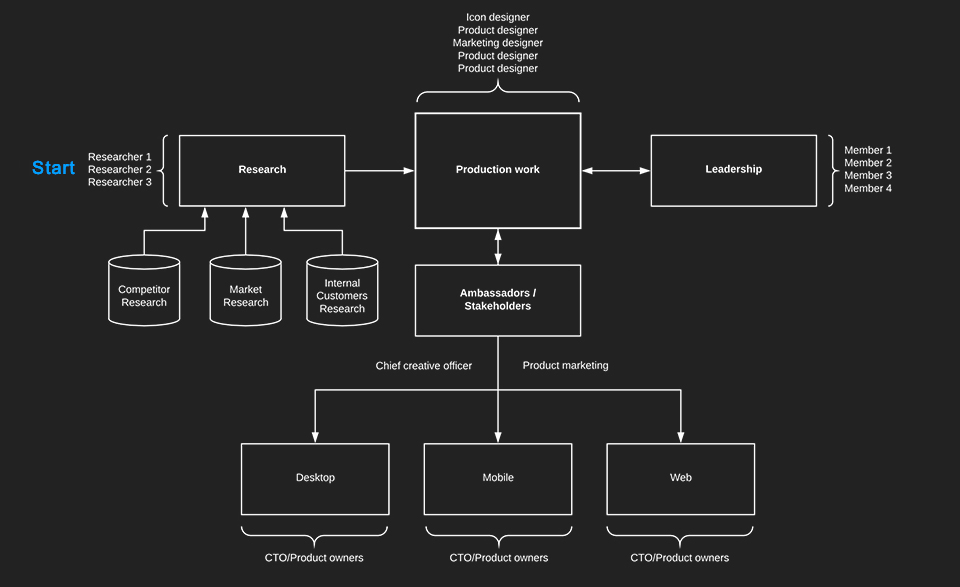 Icon designer
Product designer
Marketing designer
Product designer
Product designer
Start
Researcher 1
Researcher 2
Researcher 3
Research
Production work
Leadership
Member 1
Member 2
Member 3
Member 4
Competitor
Research
Market
Research
Internal
Customers
Research
Ambassadors /
Stakeholders
Chief creative officer
Product marketing
Desktop
Mobile
Web
CTO/Product owners
CTO/Product owners
CTO/Product owners